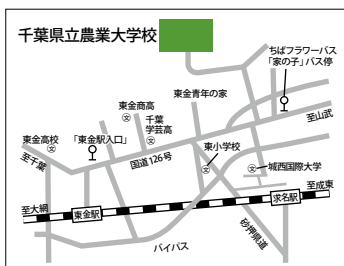 千葉県立農業大学校
ちばフラワーバス
「家の子」バス停
東金商高
東金青年の家
千葉
学芸高
東金高校
「東金駅入口」
至山武
至千葉
国道126号
東小学校
城西国際大学
至成東
至大網
東金駅
求名駅
砂押県道
バイパス